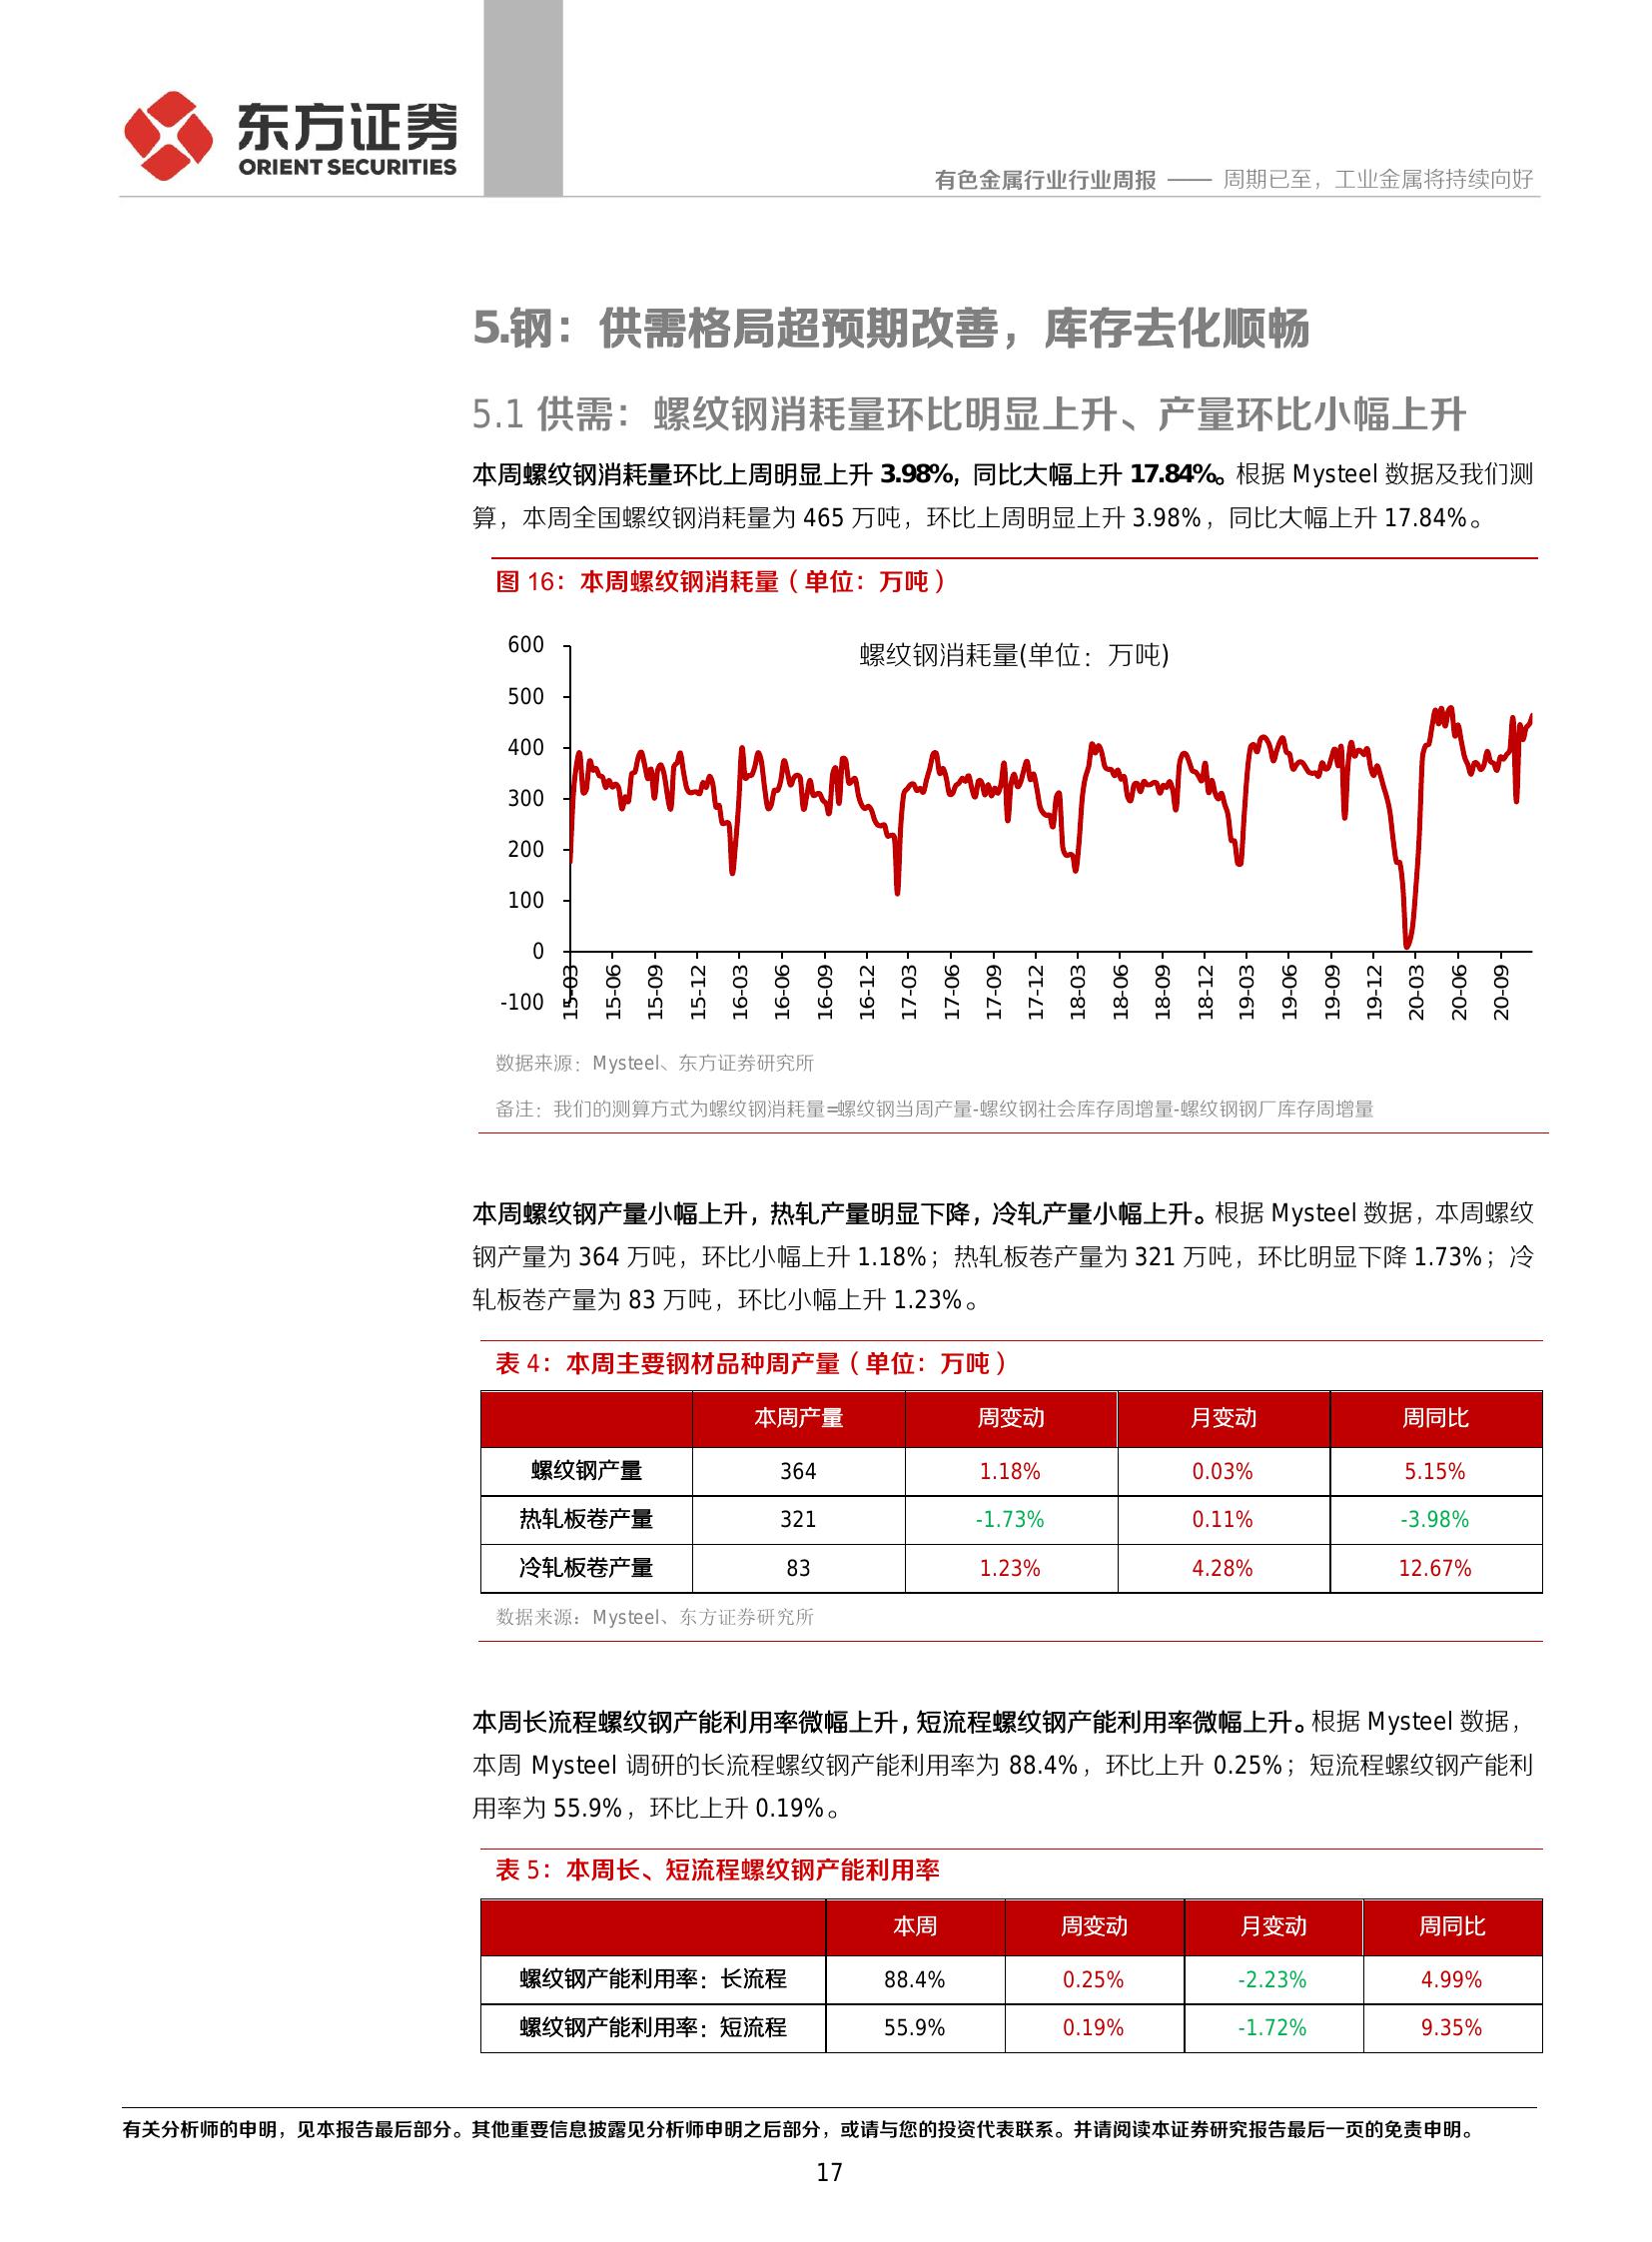 东方证券
ORIENT SECURITIES
有色金属行业行业周报 —— 周期已至，工业金属将持续向好
5.钢：供需格局超预期改善，库存去化顺畅
5.1 供需：螺纹钢消耗量环比明显上升、产量环比小幅上升
本周螺纹钢消耗量环比上周明显上升 3.98%，同比大幅上升 17.84%。根据 Mysteel 数据及我们测
算，本周全国螺纹钢消耗量为 465 万吨，环比上周明显上升 3.98%，同比大幅上升 17.84%。
图 16：本周螺纹钢消耗量（单位：万吨）
螺纹钢消耗量(单位：万吨)
600
500
400
300
200
100
0
-100
15-03 15-06 15-09 15-12 16-03 16-06 16-09 16-12 17-03 17-06 17-09 17-12 18-03 18-06 18-09 18-12 19-03 19-06 19-09 19-12 20-03 20-06 20-09
数据来源：Mysteel、东方证券研究所
备注：我们的测算方式为螺纹钢消耗量=螺纹钢当周产量-螺纹钢社会库存周增量-螺纹钢钢厂库存周增量
本周螺纹钢产量小幅上升，热轧产量明显下降，冷轧产量小幅上升。根据 Mysteel 数据，本周螺纹
钢产量为 364 万吨，环比小幅上升 1.18%；热轧板卷产量为 321 万吨，环比明显下降 1.73%；冷
轧板卷产量为 83 万吨，环比小幅上升 1.23%。
表 4：本周主要钢材品种周产量（单位：万吨）
本周产量 周变动 月变动 周同比
螺纹钢产量 364 1.18% 0.03% 5.15%
热轧板卷产量 321 -1.73% 0.11% -3.98%
冷轧板卷产量 83 1.23% 4.28% 12.67%
数据来源：Mysteel、东方证券研究所
本周长流程螺纹钢产能利用率微幅上升，短流程螺纹钢产能利用率微幅上升。根据 Mysteel 数据，
本周 Mysteel 调研的长流程螺纹钢产能利用率为 88.4%，环比上升 0.25%；短流程螺纹钢产能利
用率为 55.9%，环比上升 0.19%。
表 5：本周长、短流程螺纹钢产能利用率
本周 周变动 月变动 周同比
螺纹钢产能利用率：长流程 88.4% 0.25% -2.23% 4.99%
螺纹钢产能利用率：短流程 55.9% 0.19% -1.72% 9.35%
有关分析师的申明，见本报告最后部分。其他重要信息披露见分析师申明之后部分，或请与您的投资代表联系。并请阅读本证券研究报告最后一页的免责申明。
17